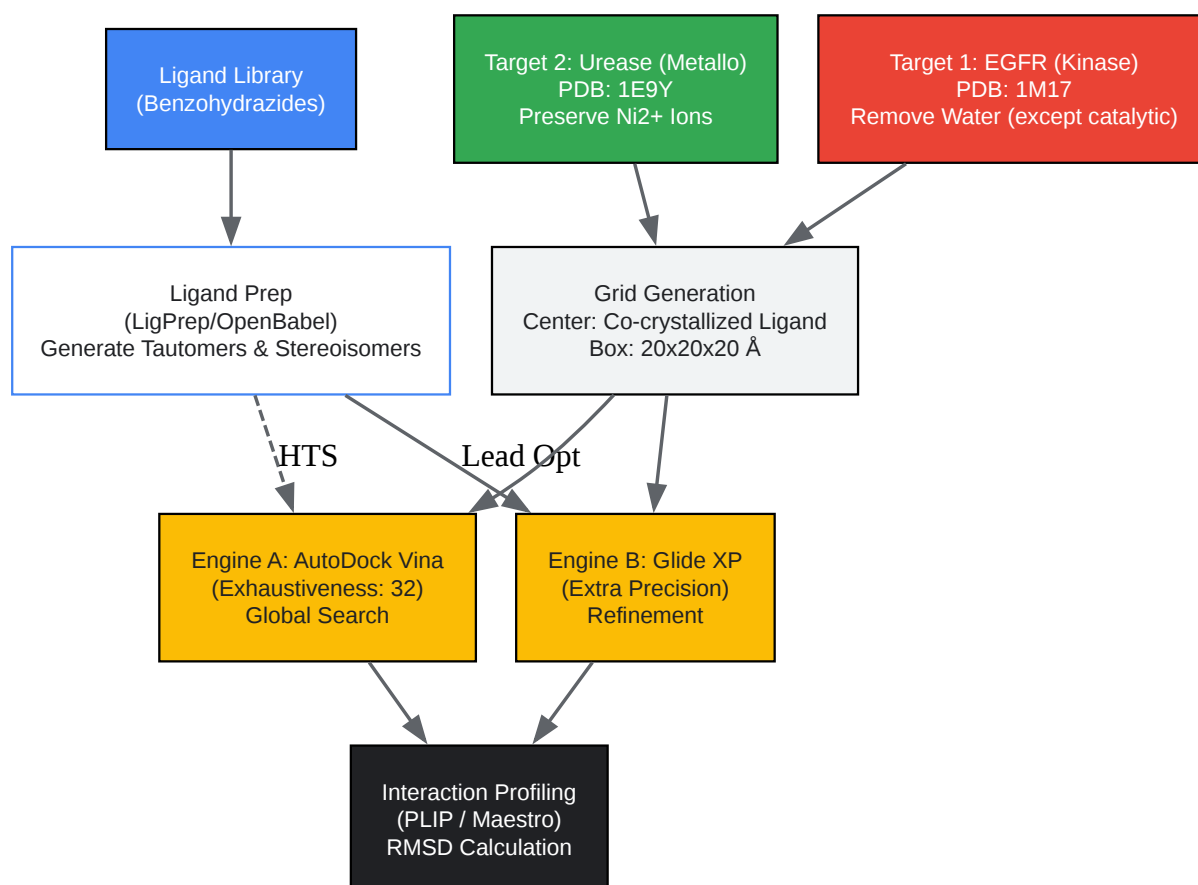 Ligand Library
(Benzohydrazides)
Target 2: Urease (Metallo)
PDB: 1E9Y
Preserve Ni2+ Ions
Target 1: EGFR (Kinase)
PDB: 1M17
Remove Water (except catalytic)
Ligand Prep
(LigPrep/OpenBabel)
Generate Tautomers & Stereoisomers
Grid Generation
Center: Co-crystallized Ligand
Box: 20x20x20 Å
HTS
Lead Opt
Engine A: AutoDock Vina
(Exhaustiveness: 32)
Global Search
Engine B: Glide XP
(Extra Precision)
Refinement
Interaction Profiling
(PLIP / Maestro)
RMSD Calculation